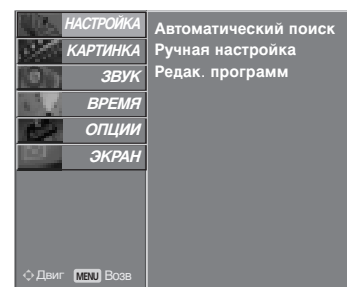 НАСТРОЙКА
КАРТИНКА
ЗВУК
ВРЕМЯ
ОПЦИИ
ЭКРАН
Автоматический поиск
Ручная настройка
Редак. программ
Двиг MENU Возв